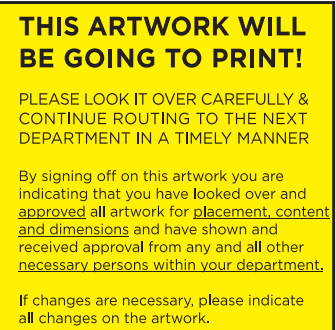 THIS ARTWORK WILL
BE GOING TO PRINT!
PLEASE LOOK IT OVER CAREFULLY &
CONTINUE ROUTING TO THE NEXT
DEPARTMENT IN A TIMELY MANNER
By signing off on this artwork you are
indicating that you have looked over and
approved all artwork for placement, content
and dimensions and have shown and
received approval from any and all other
necessary persons within your department.
If changes are necessary, please indicate
all changes on the artwork.